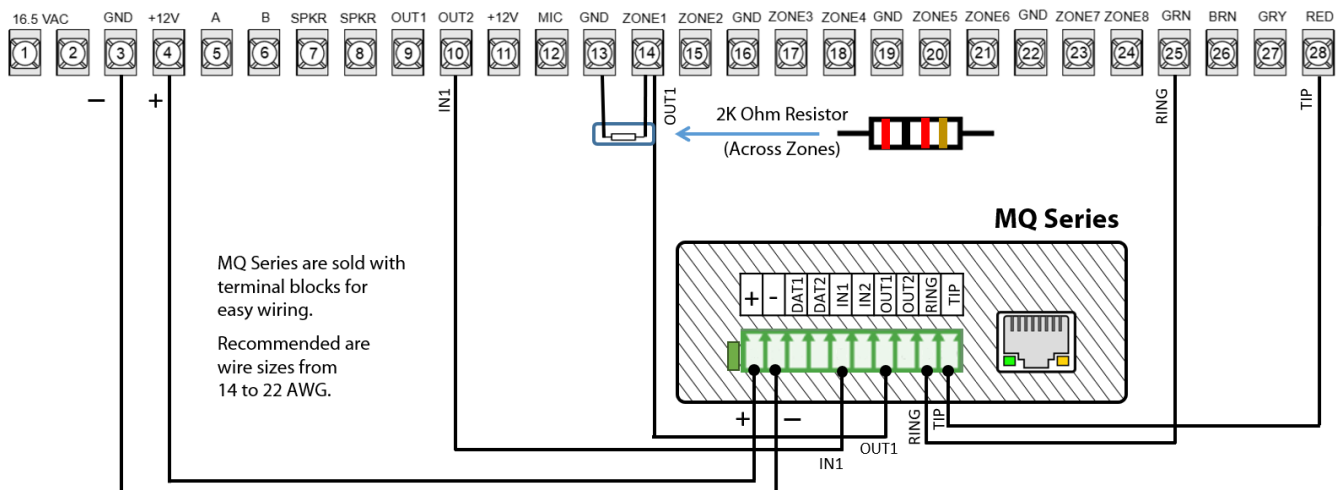 16.5 VAC GND +12V A B SPKR SPKR OUT1 OUT2 +12V MIC GND ZONE1 ZONE2 GND ZONE3 ZONE4 GND ZONE5 ZONE6 GND ZONE7 ZONE8 GRN BRN GRY RED
1 2 3 4 5 6 7 8 9 10 11 12 13 14 15 16 17 18 19 20 21 22 23 24 25 26 27 28
− +
IN1
OUT1
RING
TIP
2K Ohm Resistor
(Across Zones)
MQ Series
MQ Series are sold with
terminal blocks for
easy wiring.
Recommended are
wire sizes from
14 to 22 AWG.
+ - DAT1 DAT2 IN1 IN2 OUT1 OUT2 RING TIP
+ −
RING
TIP
OUT1
IN1